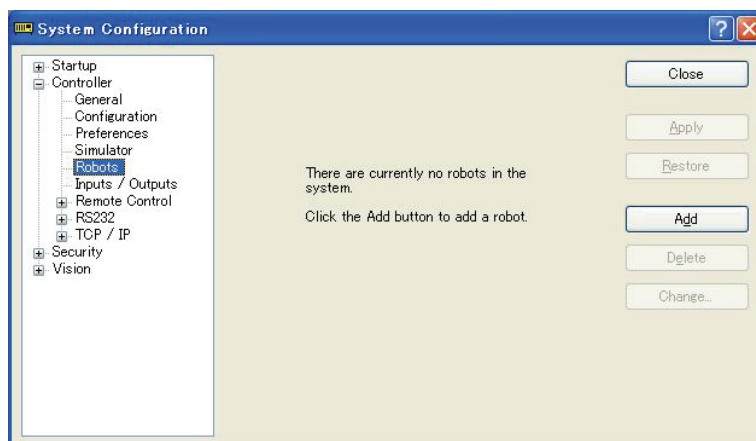 System Configuration
Startup
Controller
General
Configuration
Preferences
Simulator
Robots
Inputs / Outputs
Remote Control
RS232
TCP / IP
Security
Vision
There are currently no robots in the
system.
Click the Add button to add a robot.
Close
Apply
Restore
Add
Delete
Change...